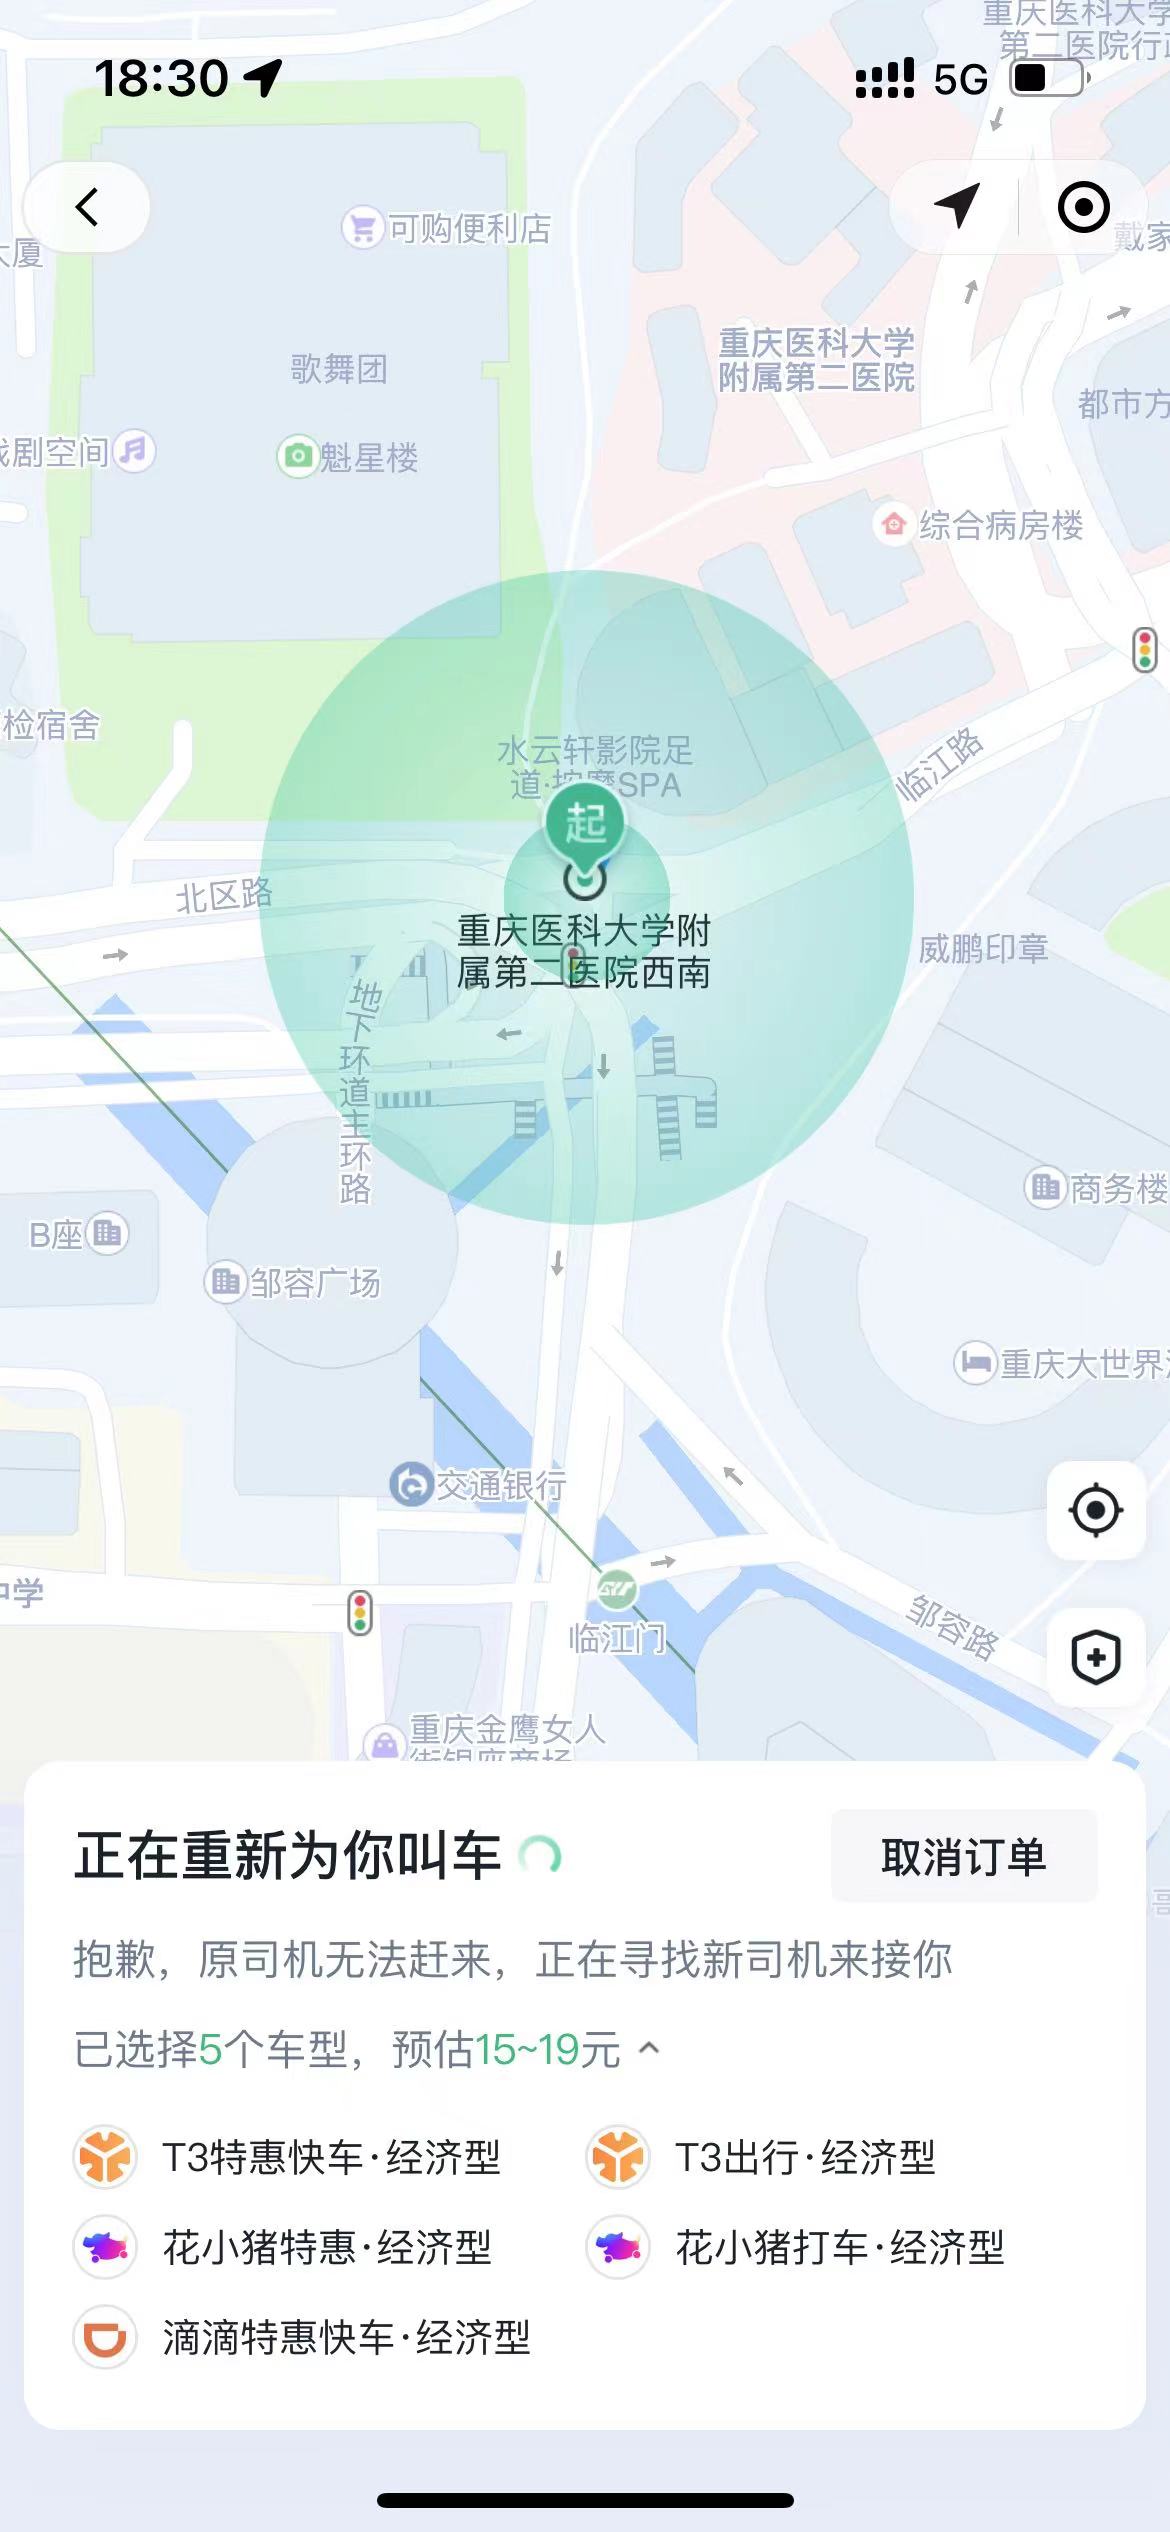 重庆医科大学
第二医院行政
18:30
5G
可购便利店
大厦
戴家
重庆医科大学
附属第二医院
歌舞团
都市方
戏剧空间
魁星楼
综合病房楼
检宿舍
水云轩影院足
道·按摩SPA
临江路
起
北区路
重庆医科大学附
属第二医院西南
威鹏印章
地下环道主环路
商务楼
B座
邹容广场
重庆大世界酒
交通银行
中学
临江门
邹容路
重庆金鹰女人
街银座商场
正在重新为你叫车
取消订单
抱歉，原司机无法赶来，正在寻找新司机来接你
已选择5个车型，预估15~19元
T3特惠快车·经济型
T3出行·经济型
花小猪特惠·经济型
花小猪打车·经济型
滴滴特惠快车·经济型